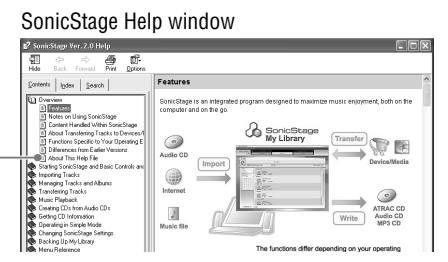 SonicStage Help window
SonicStage Ver. 2.0 Help
Hide Back Forward Print Options
Contents Index Search
Overview
Features
Notes on Using SonicStage
Content Handled Within SonicStage
About Transferring Tracks to Devices/
Functions Specific to Your Operating E
Differences from Earlier Versions
About This Help File
Starting SonicStage and Basic Controls and
Importing Tracks
Managing Tracks and Albums
Transferring Tracks
Music Playback
Creating CDs from Audio CDs
Getting CD Information
Operating in Simple Mode
Changing SonicStage Settings
Backing Up My Library
Menu Reference
Features
SonicStage is an integrated program designed to maximize music enjoyment, both on the
computer and on the go.
SonicStage
My Library
Transfer
Audio CD
Device/Media
Import
Internet
ATRAC CD
Audio CD
MP3 CD
Write
Music file
The functions differ depending on your operating